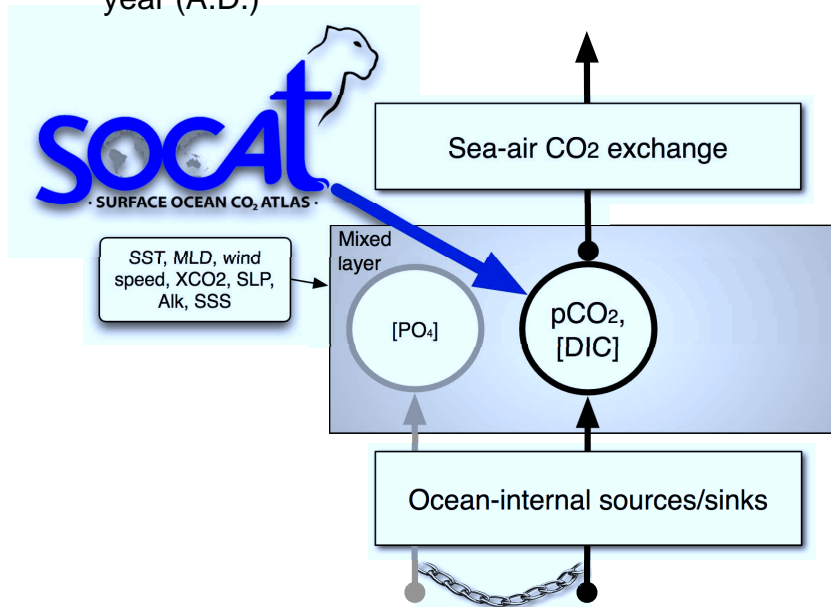 year (A.D.)
SOCAT
· SURFACE OCEAN CO₂ ATLAS ·
Sea-air CO2 exchange
Mixed
layer
SST, MLD, wind
speed, XCO2, SLP,
Alk, SSS
[PO₄]
pCO2,
[DIC]
Ocean-internal sources/sinks